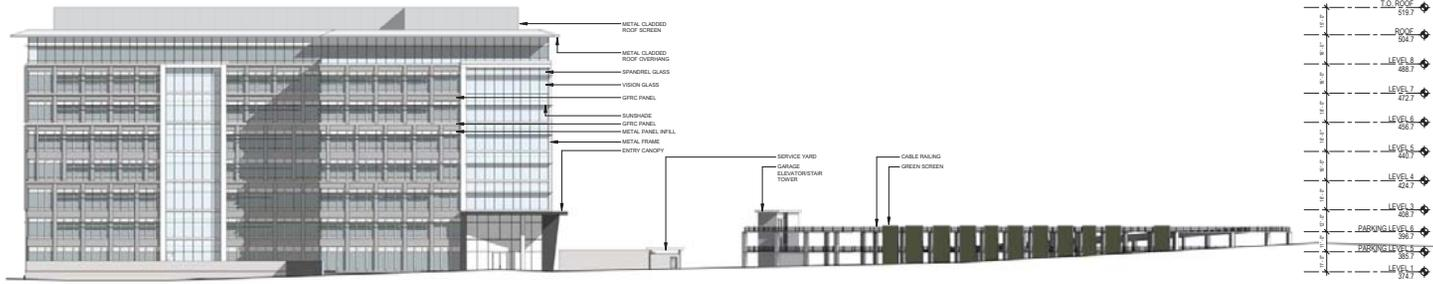 METAL CLADDED
ROOF SCREEN
METAL CLADDED
ROOF OVERHANG
SPANDREL GLASS
VISION GLASS
GFRC PANEL
SUNSHADE
GFRC PANEL
METAL PANEL INFILL
METAL FRAME
ENTRY CANOPY
SERVICE YARD
GARAGE
ELEVATOR/STAIR
TOWER
CABLE RAILING
GREEN SCREEN
T.O. ROOF
519.7
ROOF
504.7
LEVEL 8
488.7
LEVEL 7
472.7
LEVEL 6
456.7
LEVEL 5
440.7
LEVEL 4
424.7
LEVEL 3
408.7
PARKING LEVEL 6
396.7
PARKING LEVEL 5
385.7
LEVEL 1
374.7